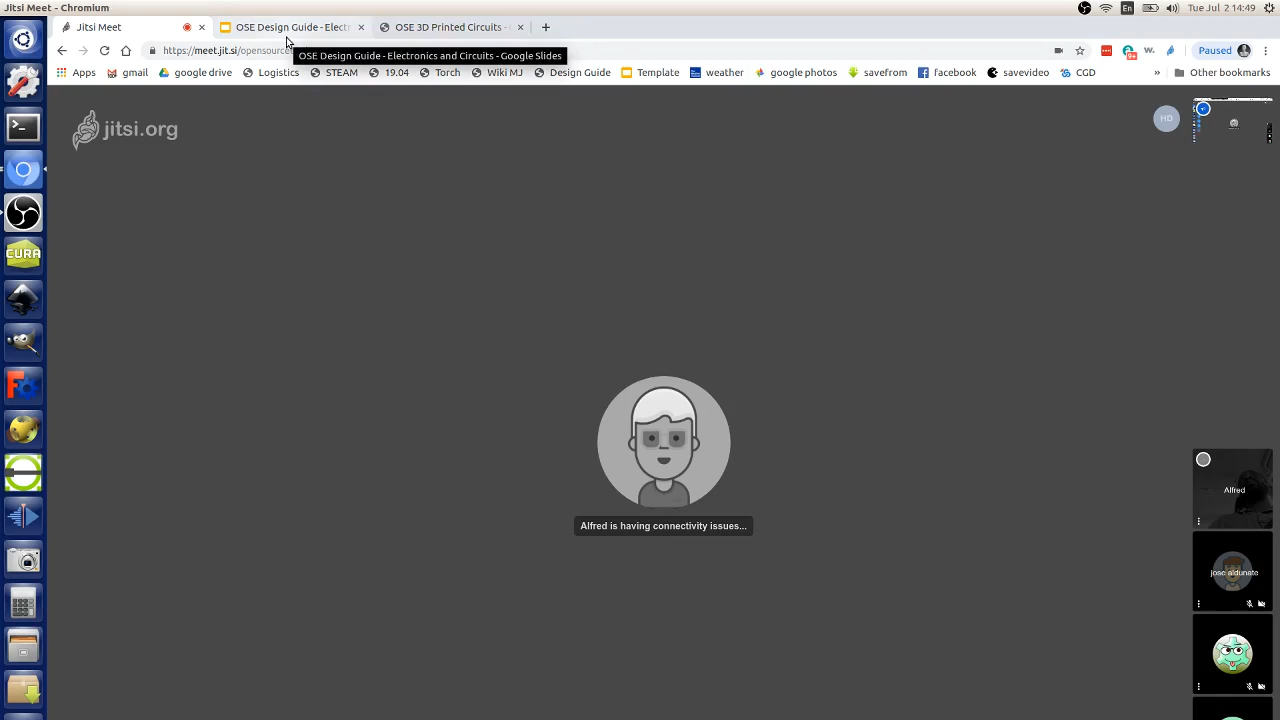 Jitsi Meet - Chromium
En
Tue Jul 2 14:49
Jitsi Meet
OSE Design Guide - Electr
OSE 3D Printed Circuits -
https://meet.jit.si/opensource
Paused
OSE Design Guide - Electronics and Circuits - Google Slides
Apps
gmail
google drive
Logistics
STEAM
19.04
Torch
Wiki MJ
Design Guide
Template
weather
google photos
savefrom
facebook
savevideo
CGD
»
Other bookmarks
jitsi.org
HD
CURA
Alfred
Alfred is having connectivity issues...
jose aldunate